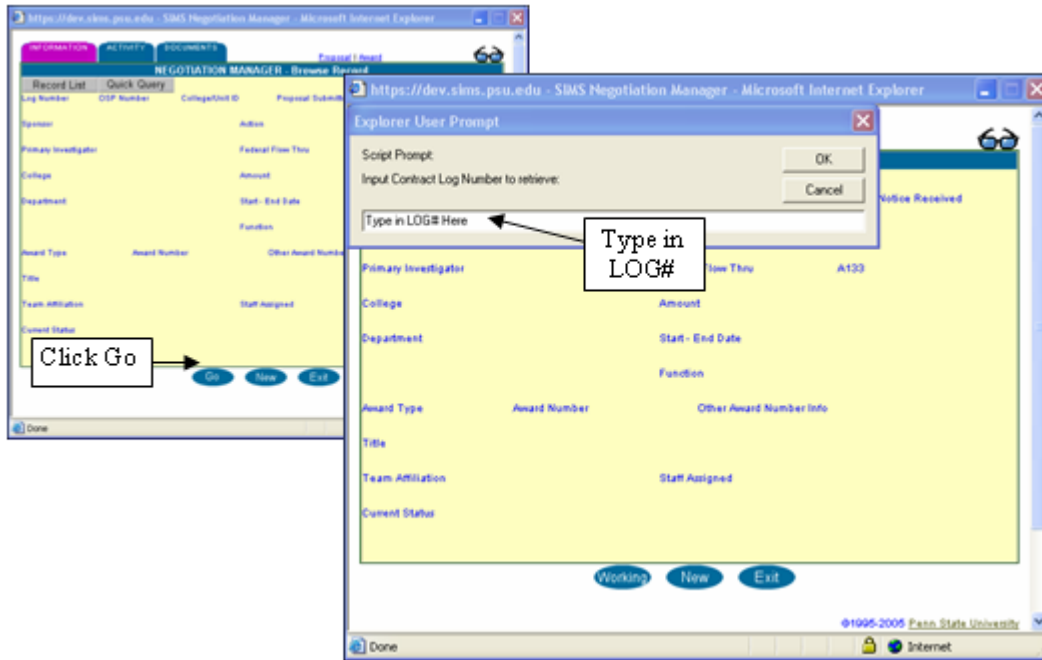 https://dev.sims.psu.edu - SIMS Negotiation Manager - Microsoft Internet Explorer
INFORMATION ACTIVITY DOCUMENTS
Proposal | Award
NEGOTIATION MANAGER - Browse Record
Record List Quick Query
Log Number OSP Number College/Unit ID Proposal
Sponsor Action
Primary Investigator Federal Flow Thru
College Amount
Department Start - End Date
Function
Award Type Award Number Other Award Number
Title
Team Affiliation Staff Assigned
Current Status
Click Go
Go New Exit
Done
https://dev.sims.psu.edu - SIMS Negotiation Manager - Microsoft Internet Explorer
Explorer User Prompt
Script Prompt:
OK
Input Contract Log Number to retrieve:
Cancel
Notice Received
Type in LOG# Here
Type in
LOG#
Primary Investigator Flow Thru A133
College Amount
Department Start - End Date
Function
Award Type Award Number Other Award Number Info
Title
Team Affiliation Staff Assigned
Current Status
Working New Exit
©1995-2005 Penn State University
Done Internet